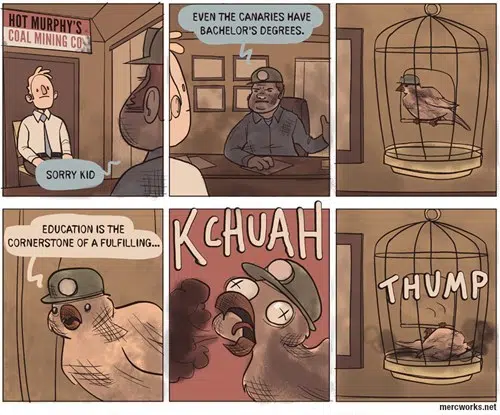 HOT MURPHY'S
COAL MINING CO.
SORRY KID
EVEN THE CANARIES HAVE
BACHELOR'S DEGREES.
EDUCATION IS THE
CORNERSTONE OF A FULFILLING...
KCHUAH
THUMP
mercworks.net